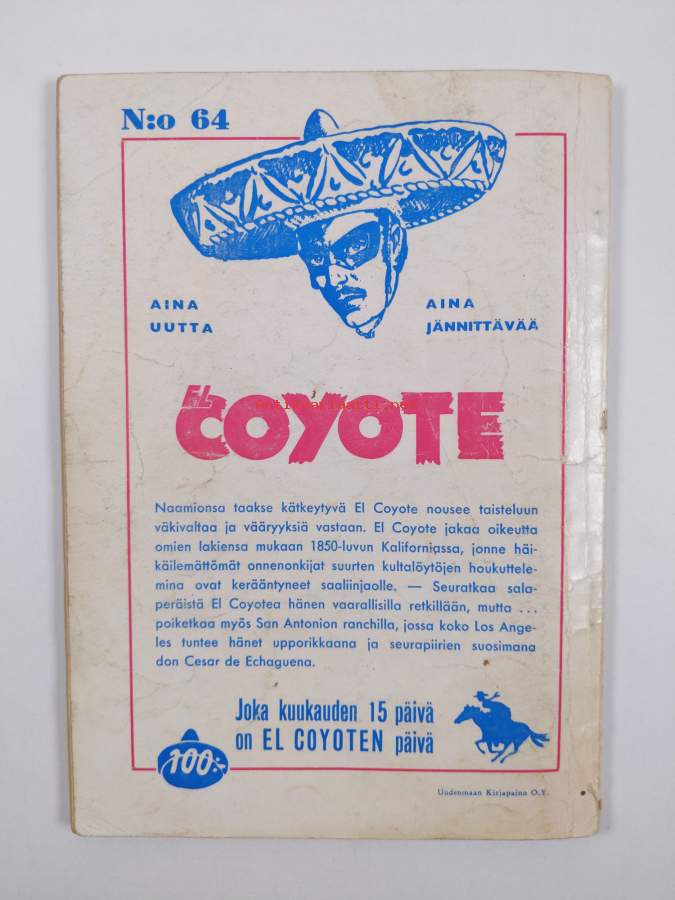 N:o 64
AINA
UUTTA
AINA
JÄNNITTÄVÄÄ
EL
COYOTE
Naamionsa taakse kätkeytyvä El Coyote nousee taisteluun
väkivaltaa ja vääryyksiä vastaan. El Coyote jakaa oikeutta
omien lakiensa mukaan 1850-luvun Kaliforniassa, jonne häi-
käilemättömät onnenonkijat suurten kultalöytöjen houkuttele-
mina ovat kerääntyneet saaliinjaolle. — Seuratkaa sala-
peräistä El Coyotea hänen vaarallisilla retkillään, mutta ...
poiketkaa myös San Antonion ranchilla, jossa koko Los Ange-
les tuntee hänet upporikkaana ja seurapiirien suosimana
don Cesar de Echaguena.
Joka kuukauden 15 päivä
on EL COYOTEN päivä
100:-
Uudenmaan Kirjapaino O.Y.